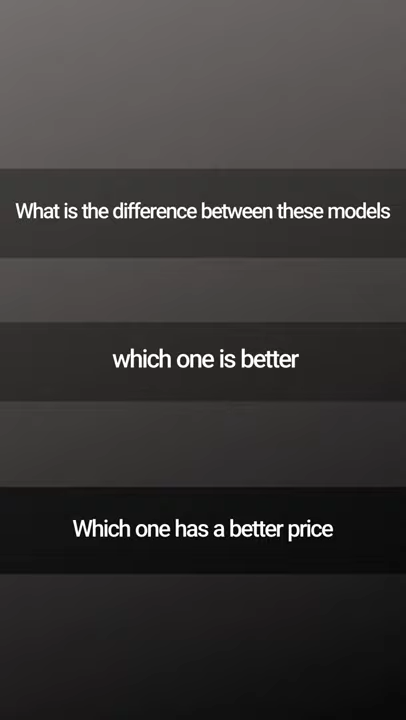 What is the difference between these models
which one is better
Which one has a better price